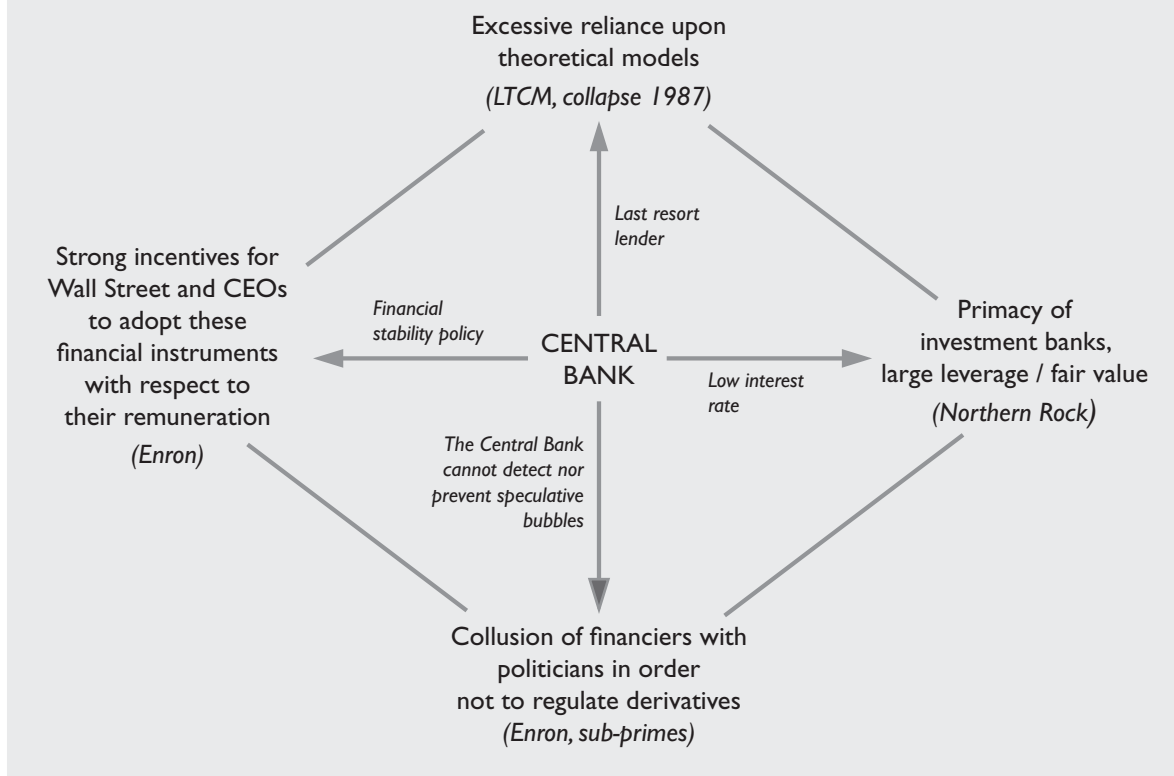 Excessive reliance upon
theoretical models
(LTCM, collapse 1987)
Last resort
lender
Strong incentives for
Wall Street and CEOs
to adopt these
financial instruments
with respect to
their remuneration
(Enron)
Financial
stability policy
CENTRAL
BANK
Low interest
rate
Primacy of
investment banks,
large leverage / fair value
(Northern Rock)
The Central Bank
cannot detect nor
prevent speculative
bubbles
Collusion of financiers with
politicians in order
not to regulate derivatives
(Enron, sub-primes)